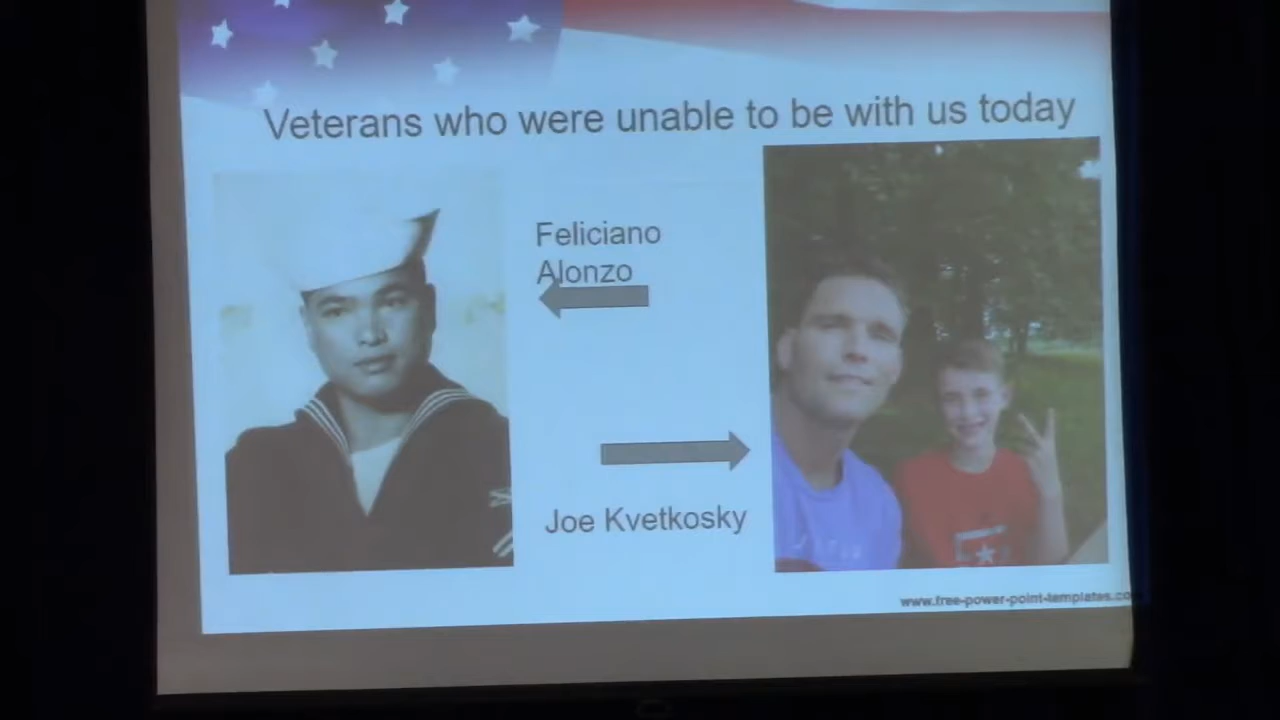 Veterans who were unable to be with us today
Feliciano
Alonzo
Joe Kvetkosky
www.free-power-point-templates.com